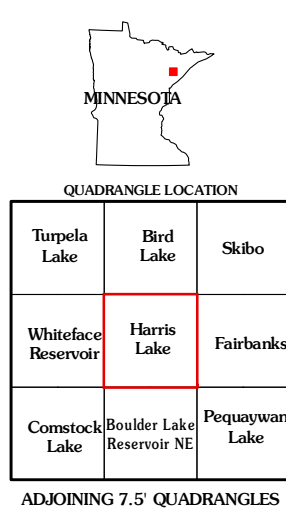 MINNESOTA
QUADRANGLE LOCATION
Turpela
Lake
Bird
Lake
Skibo
Whiteface
Reservoir
Harris
Lake
Fairbanks
Comstock
Lake
Boulder Lake
Reservoir NE
Pequaywan
Lake
ADJOINING 7.5' QUADRANGLES